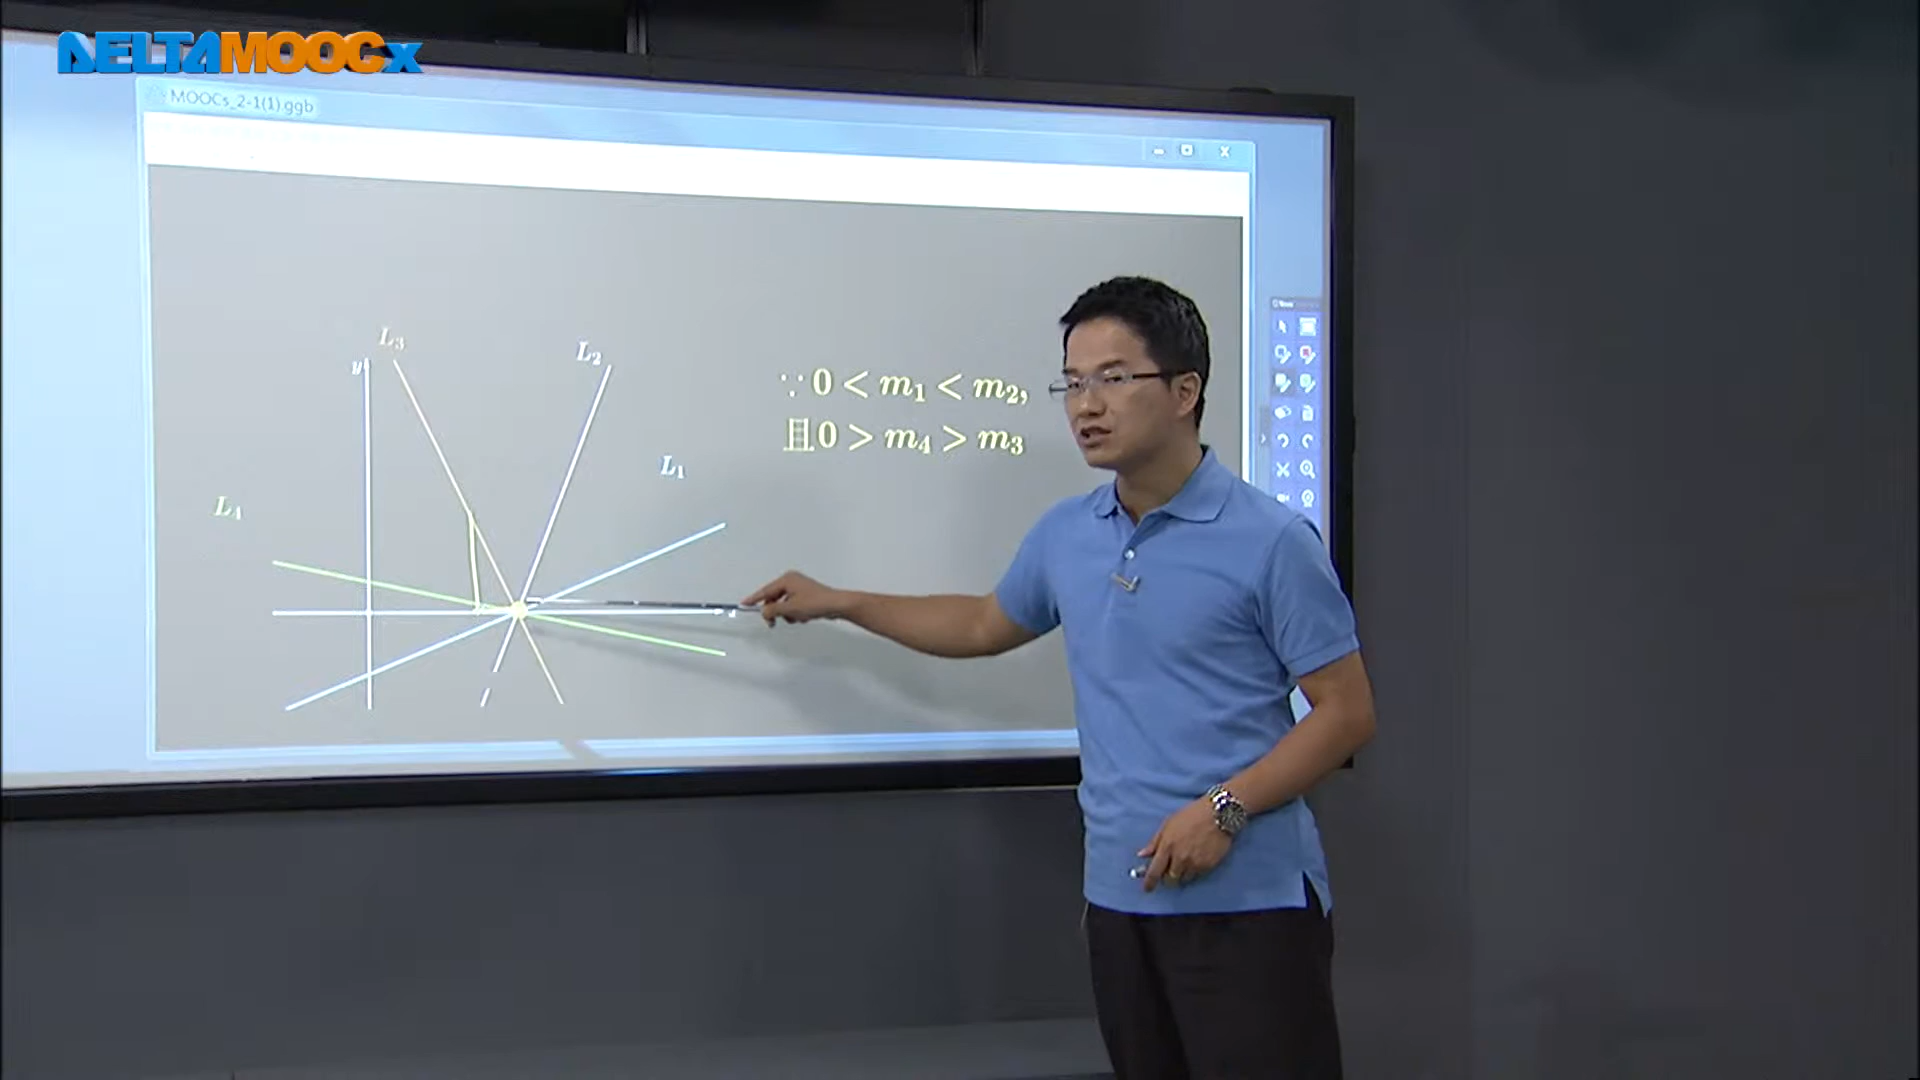 DELTAMOOCx
MOOCs_2-1(1).ggb
L₃
y
L₂
∵ 0 < m₁ < m₂,
且0 > m₄ > m₃
L₁
L₄